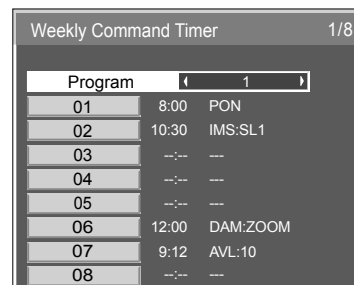 Weekly Command Timer 1/8
Program 1
01 8:00 PON
02 10:30 IMS:SL1
03 --:-- ---
04 --:-- ---
05 --:-- ---
06 12:00 DAM:ZOOM
07 9:12 AVL:10
08 --:-- ---